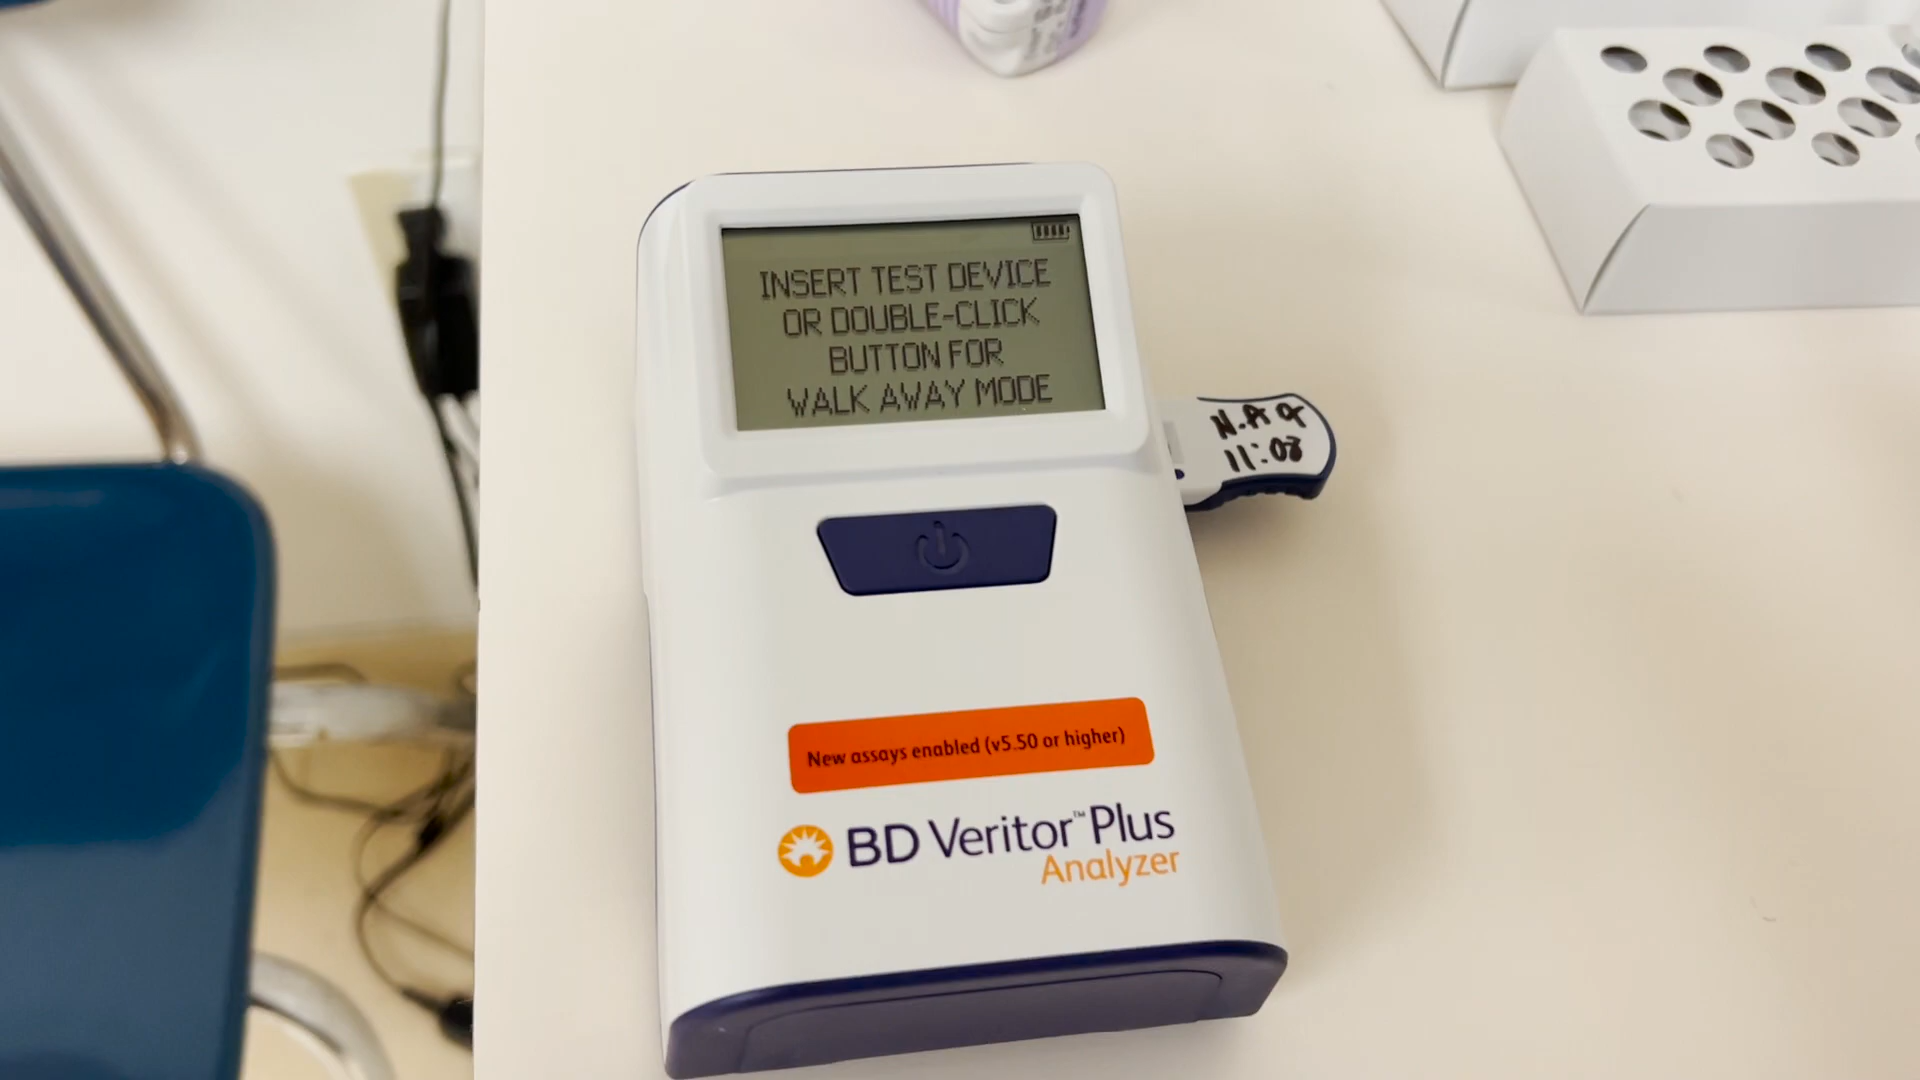 INSERT TEST DEVICE
OR DOUBLE-CLICK
BUTTON FOR
WALK AWAY MODE
N.A Q
11:03
New assays enabled (v5.50 or higher)
BD Veritor™ Plus
Analyzer